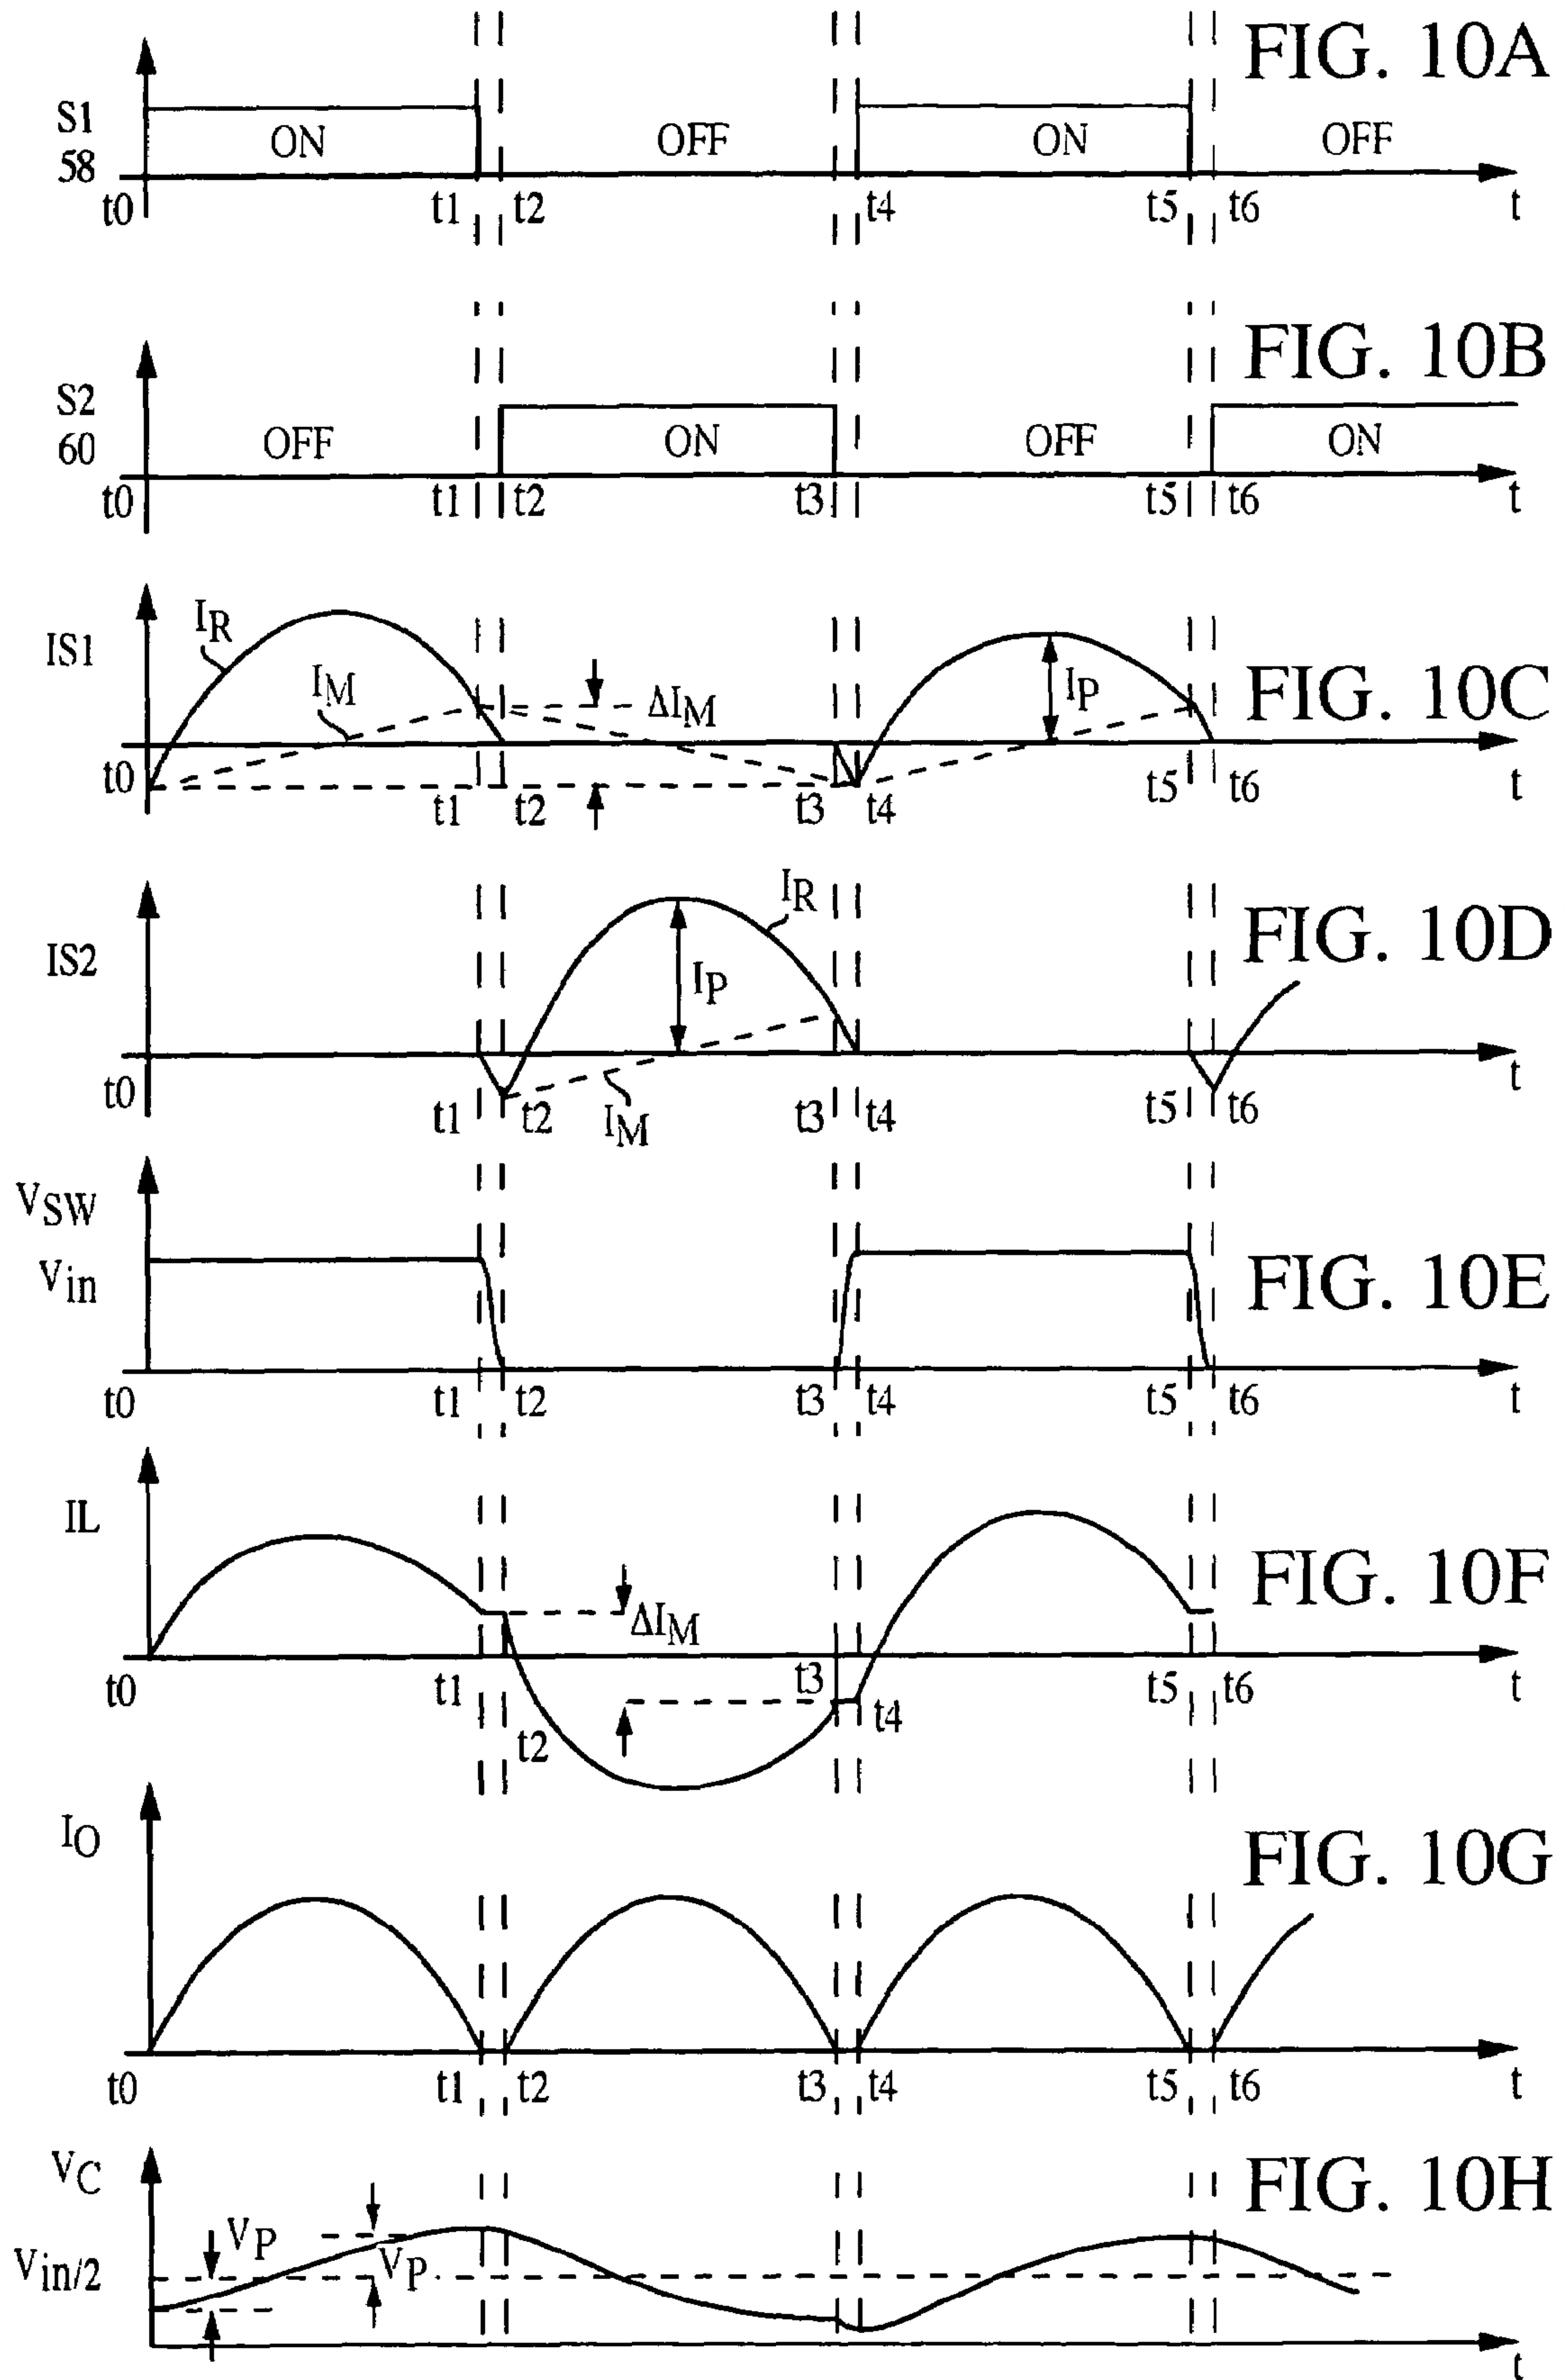 FIG. 10A
S1
58
ON OFF ON OFF
t0 t1 t2 t4 t5 t6 t
FIG. 10B
S2
60
OFF ON OFF ON
t0 t1 t2 t3 t5 t6 t
FIG. 10C
IS1
IR
IM
ΔIM
IP
t0 t1 t2 t3 t4 t5 t6 t
FIG. 10D
IS2
IR
IP
IM
t0 t1 t2 t3 t4 t5 t6 t
FIG. 10E
VSW
Vin
t0 t1 t2 t3 t4 t5 t6 t
FIG. 10F
IL
ΔIM
t0 t1 t2 t3 t4 t5 t6 t
FIG. 10G
IO
t0 t1 t2 t3 t4 t5 t6 t
FIG. 10H
VC
VP
VP
Vin/2
t